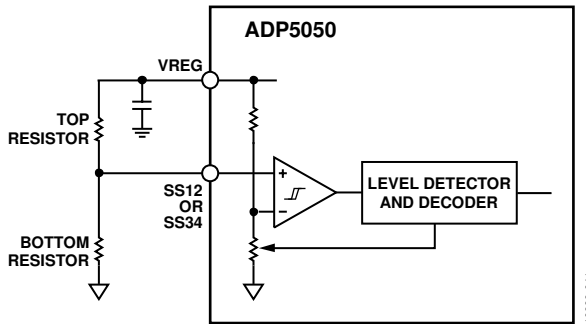 ADP5050
VREG
TOP
RESISTOR
SS12
OR
SS34
+
−
LEVEL DETECTOR
AND DECODER
BOTTOM
RESISTOR